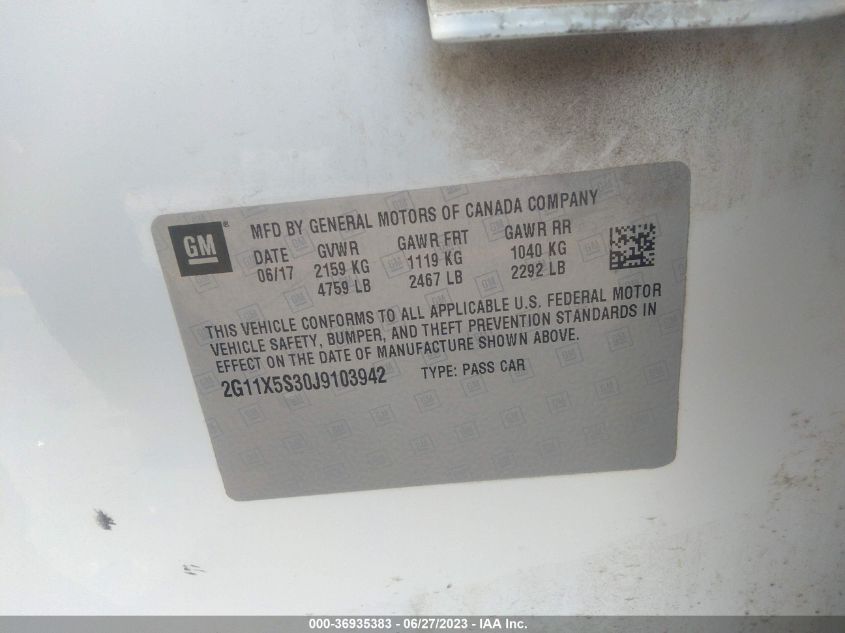 GM®
MFD BY GENERAL MOTORS OF CANADA COMPANY
DATE GVWR GAWR FRT GAWR RR
06/17 2159 KG 1119 KG 1040 KG
4759 LB 2467 LB 2292 LB
THIS VEHICLE CONFORMS TO ALL APPLICABLE U.S. FEDERAL MOTOR
VEHICLE SAFETY, BUMPER, AND THEFT PREVENTION STANDARDS IN
EFFECT ON THE DATE OF MANUFACTURE SHOWN ABOVE.
2G11X5S30J9103942 TYPE: PASS CAR
000-36935383 - 06/27/2023 - IAA Inc.